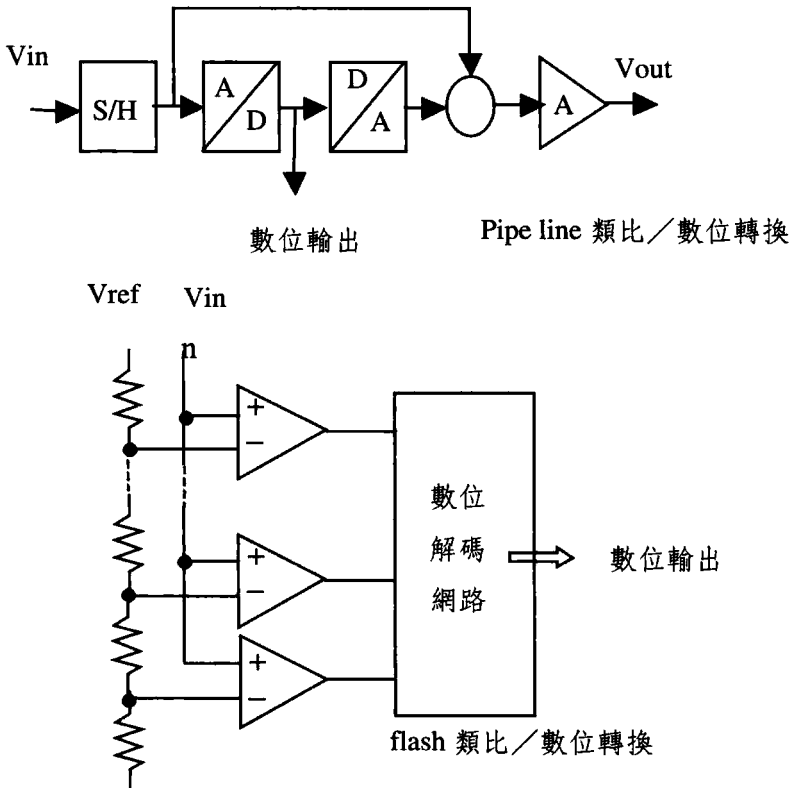 Vin
S/H
A
D
D
A
A
Vout
數位輸出
Pipe line 類比／數位轉換
Vref Vin
n
+
−
+
−
+
−
數位
解碼
網路
數位輸出
flash 類比／數位轉換